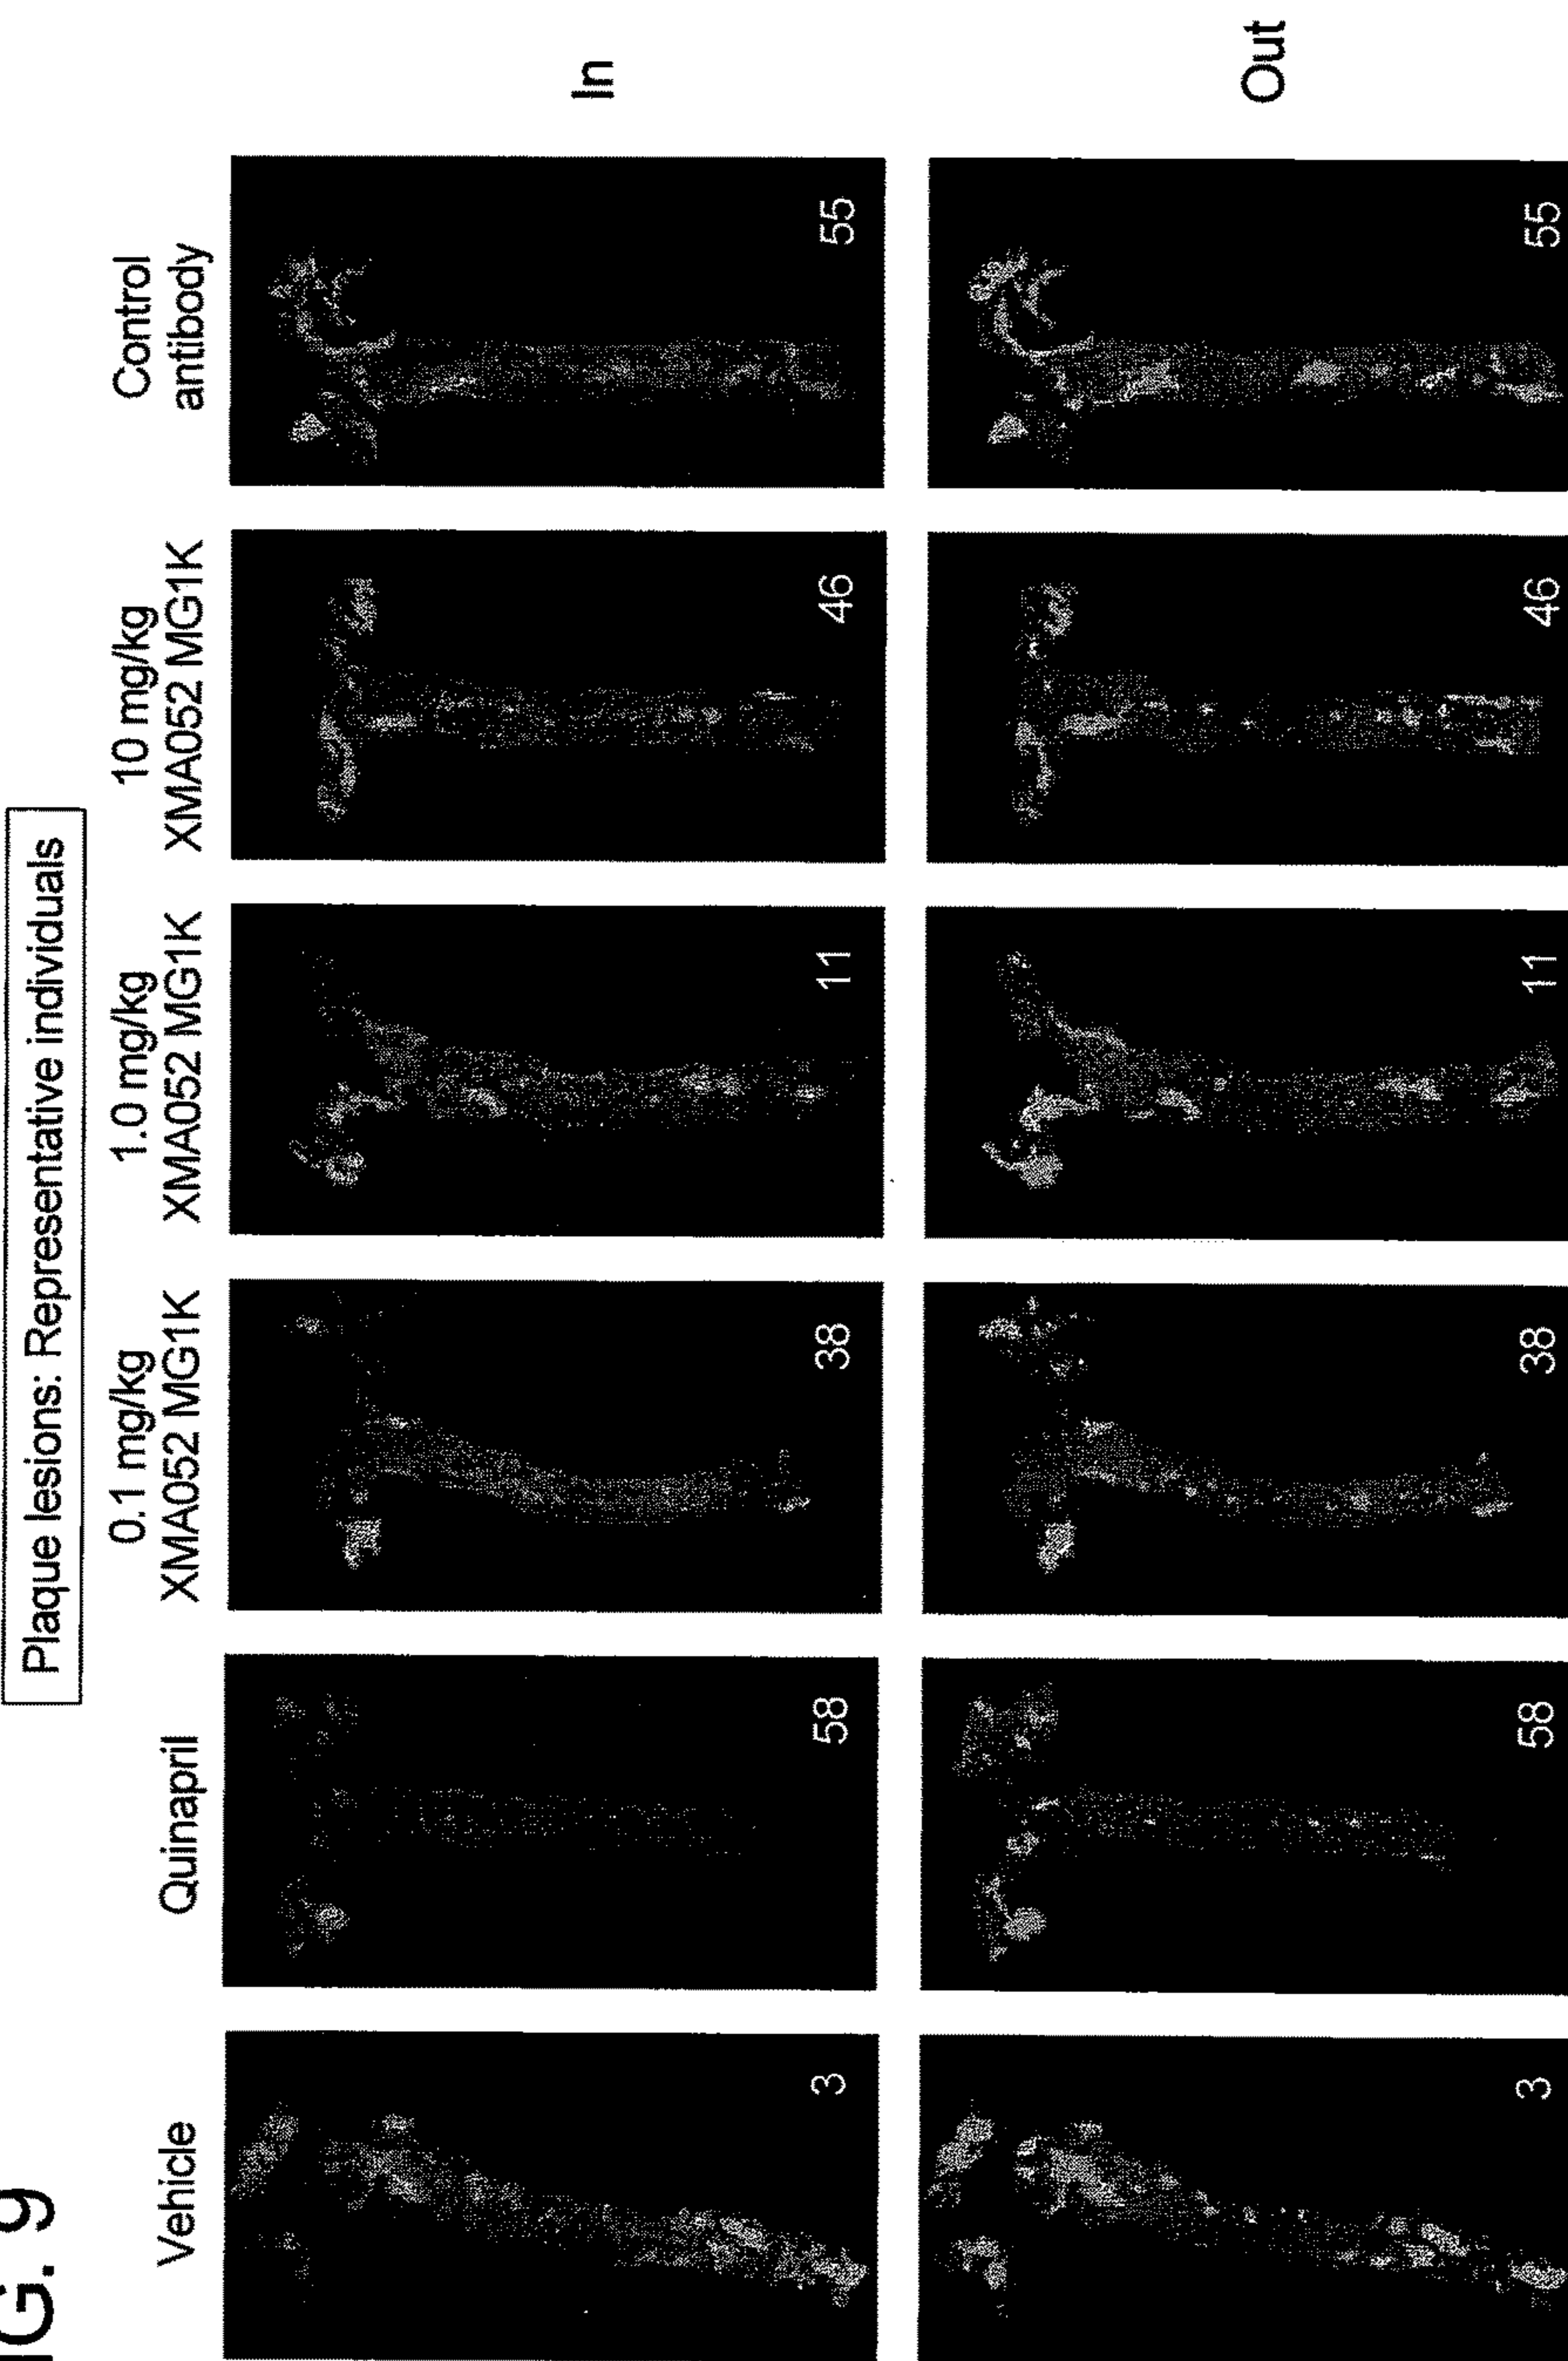 IG. 9
Plaque lesions: Representative individuals
Vehicle
Quinapril
0.1 mg/kg
XMA052 MG1K
1.0 mg/kg
XMA052 MG1K
10 mg/kg
XMA052 MG1K
Control
antibody
3
58
38
11
46
55
In
3
58
38
11
46
55
Out